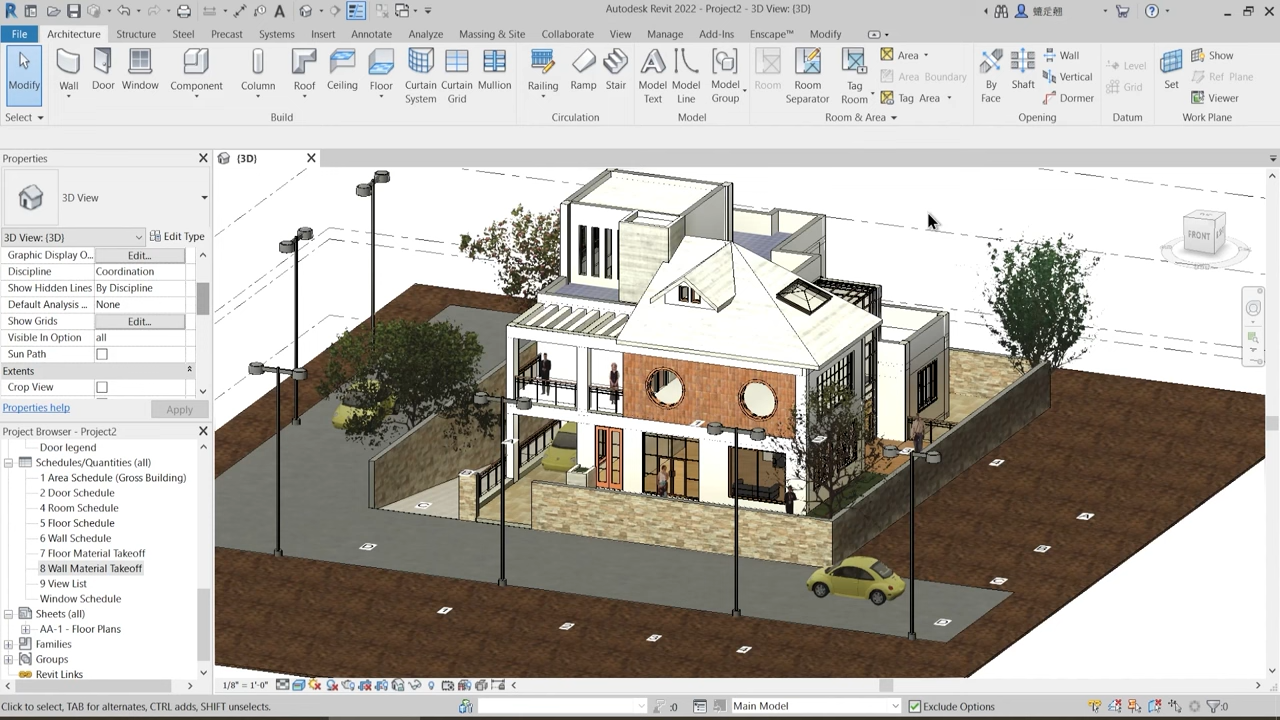 Autodesk Revit 2022 - Project2 - 3D View: {3D}
File Architecture Structure Steel Precast Systems Insert Annotate Analyze Massing & Site Collaborate View Manage Add-Ins Enscape™ Modify
Modify
Wall
Door
Window
Component
Column
Roof
Ceiling
Floor
Curtain System
Curtain Grid
Mullion
Railing
Ramp
Stair
Model Text
Model Line
Model Group
Room
Room Separator
Tag Room
Area
Area Boundary
Tag Area
By Face
Shaft
Wall
Vertical
Dormer
Level
Grid
Set
Show
Ref Plane
Viewer
Select
Build
Circulation
Model
Room & Area
Opening
Datum
Work Plane
Properties
{3D}
3D View
3D View: {3D}
Edit Type
Graphic Display O... Edit...
Discipline Coordination
Show Hidden Lines By Discipline
Default Analysis ... None
Show Grids Edit...
Visible In Option all
Sun Path
Extents
Crop View
Properties help
Apply
Project Browser - Project2
Door legend
Schedules/Quantities (all)
1 Area Schedule (Gross Building)
2 Door Schedule
4 Room Schedule
5 Floor Schedule
6 Wall Schedule
7 Floor Material Takeoff
8 Wall Material Takeoff
9 View List
Window Schedule
Sheets (all)
AA-1 - Floor Plans
Families
Groups
Revit Links
FRONT
1/8" = 1'-0"
Click to select, TAB for alternates, CTRL adds, SHIFT unselects.
:0
Main Model
Exclude Options
:0